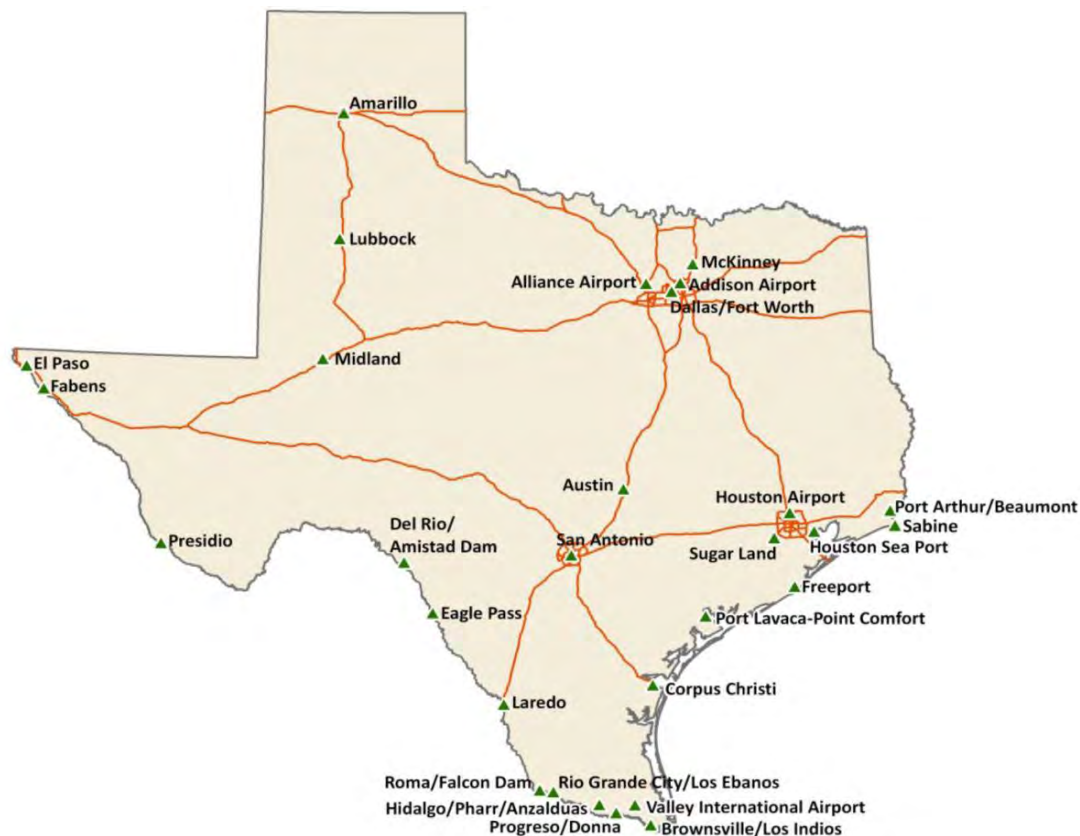 Amarillo
Lubbock
McKinney
Alliance Airport
Addison Airport
Dallas/Fort Worth
El Paso
Midland
Fabens
Austin
Houston Airport
Port Arthur/Beaumont
Sabine
Del Rio/
Amistad Dam
Presidio
San Antonio
Sugar Land
Houston Sea Port
Freeport
Eagle Pass
Port Lavaca-Point Comfort
Corpus Christi
Laredo
Roma/Falcon Dam
Rio Grande City/Los Ebanos
Hidalgo/Pharr/Anzalduas
Valley International Airport
Progreso/Donna
Brownsville/Los Indios